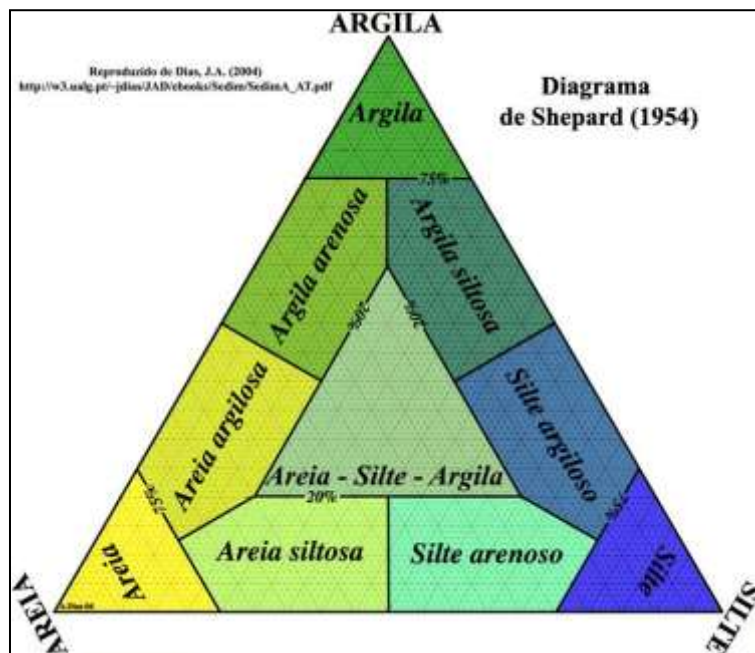 ARGILA
Reproduzido de Dias, J.A. (2004)
http://w3.ualg.pt/~jdias/JAD/ebooks/Sedim/SedimA_AT.pdf
Diagrama
de Shepard (1954)
Argila
75%
Argila arenosa
Argila siltosa
20%
20%
Areia argilosa
Silte argiloso
Areia - Silte - Argila
75%
20%
75%
Areia
Areia siltosa
Silte arenoso
Silte
AREIA
SILTE